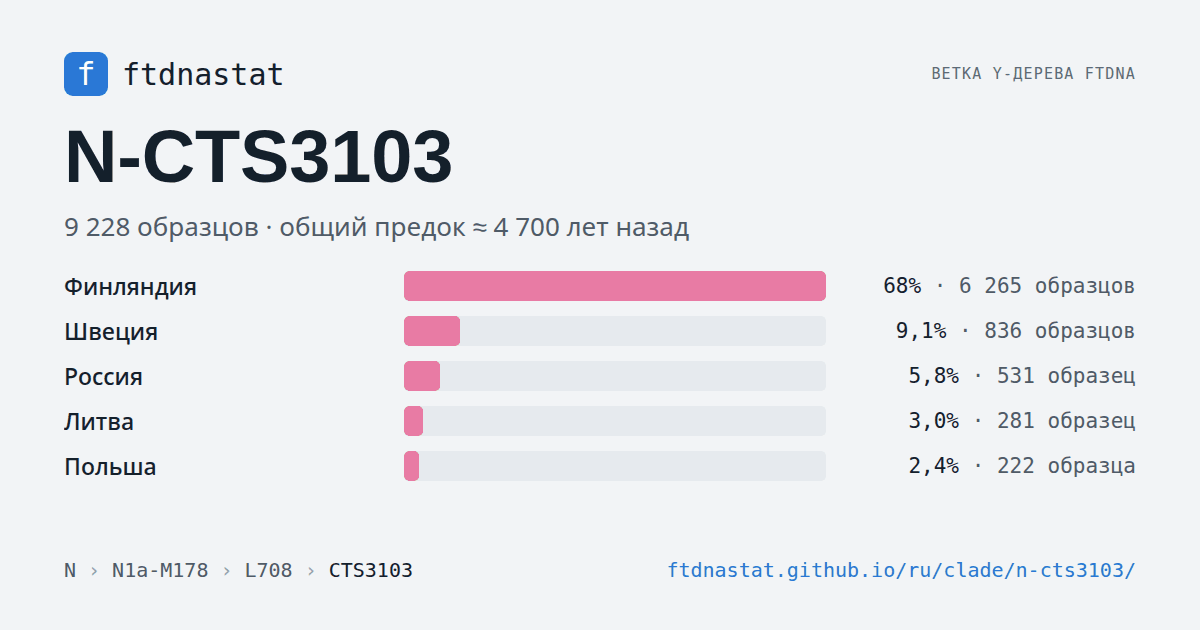 f ftdnastat
ВЕТКА Y-ДЕРЕВА FTDNA
N-CTS3103
9 228 образцов · общий предок ≈ 4 700 лет назад
Финляндия 68% · 6 265 образцов
Швеция 9,1% · 836 образцов
Россия 5,8% · 531 образец
Литва 3,0% · 281 образец
Польша 2,4% · 222 образца
N › N1a-M178 › L708 › CTS3103
ftdnastat.github.io/ru/clade/n-cts3103/